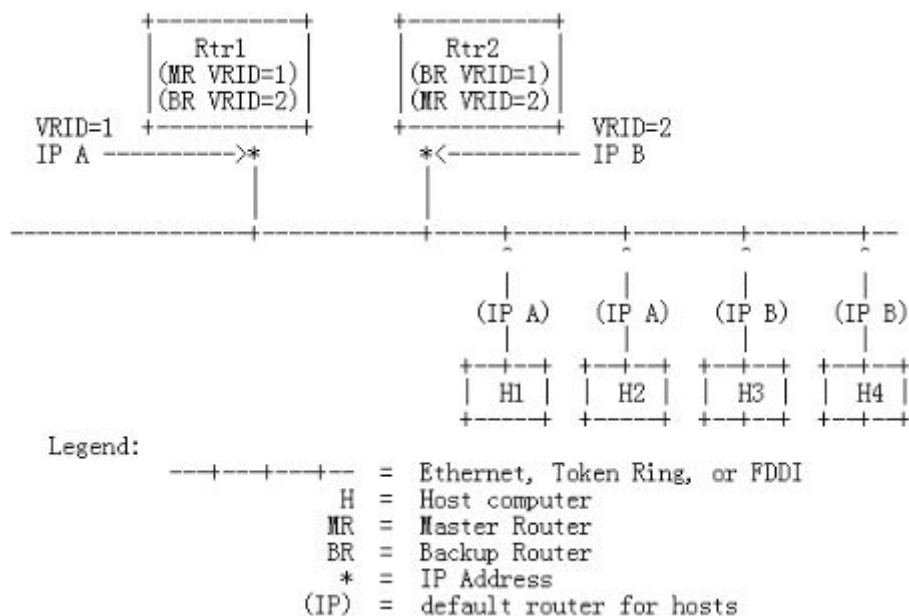 Rtr1 Rtr2
(MR VRID=1) (BR VRID=1)
(BR VRID=2) (MR VRID=2)
VRID=1 VRID=2
IP A ---------->* *<---------- IP B
(IP A) (IP A) (IP B) (IP B)
H1 H2 H3 H4
Legend:
---+---+---+-- = Ethernet, Token Ring, or FDDI
H = Host computer
MR = Master Router
BR = Backup Router
* = IP Address
(IP) = default router for hosts